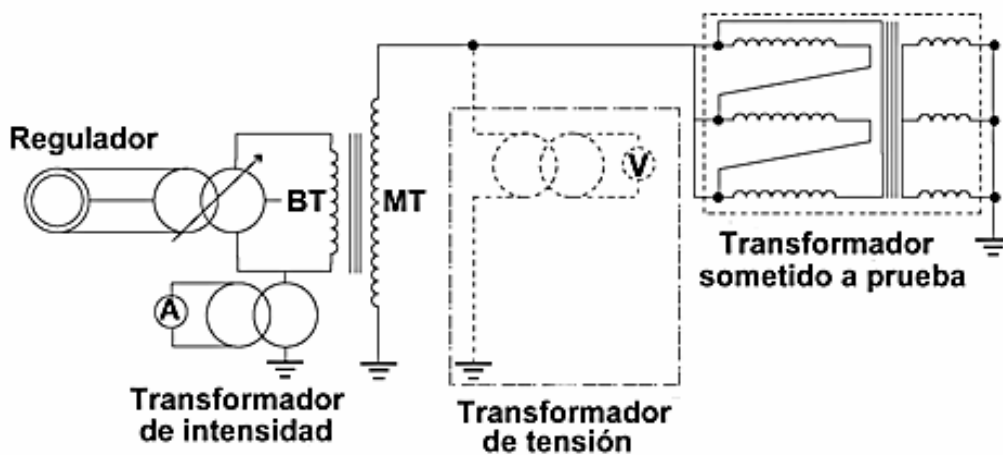 Regulador
BT
MT
V
A
Transformador
sometido a prueba
Transformador
de intensidad
Transformador
de tensión